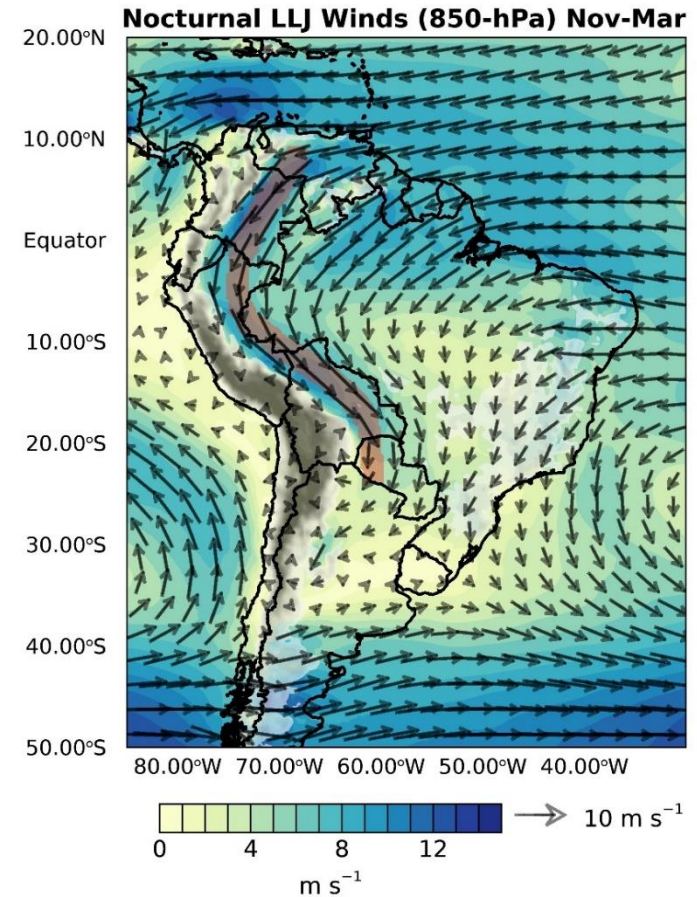 Nocturnal LLJ Winds (850-hPa) Nov-Mar
20.00°N
10.00°N
Equator
10.00°S
20.00°S
30.00°S
40.00°S
50.00°S
80.00°W 70.00°W 60.00°W 50.00°W 40.00°W
0 4 8 12
m s⁻¹
10 m s⁻¹